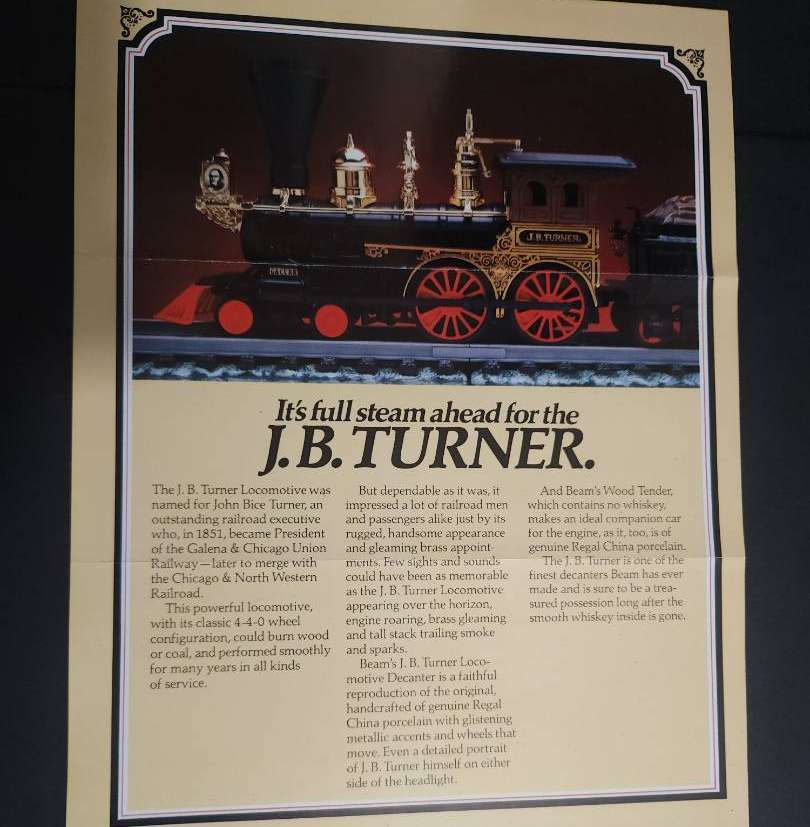 J.B. TURNER.
It's full steam ahead for the
J.B. TURNER.
The J. B. Turner Locomotive was
named for John Bice Turner, an
outstanding railroad executive
who, in 1851, became President
of the Galena & Chicago Union
Railway—later to merge with
the Chicago & North Western
Railroad.
This powerful locomotive,
with its classic 4-4-0 wheel
configuration, could burn wood
or coal, and performed smoothly
for many years in all kinds
of service.
But dependable as it was, it
impressed a lot of railroad men
and passengers alike just by its
rugged, handsome appearance
and gleaming brass appoint-
ments. Few sights and sounds
could have been as memorable
as the J. B. Turner Locomotive
appearing over the horizon,
engine roaring, brass gleaming
and tall stack trailing smoke
and sparks.
Beam's J. B. Turner Loco-
motive Decanter is a faithful
reproduction of the original,
handcrafted of genuine Regal
China porcelain with glistening
metallic accents and wheels that
move. Even a detailed portrait
of J. B. Turner himself on either
side of the headlight.
And Beam's Wood Tender,
which contains no whiskey,
makes an ideal companion car
for the engine, as it, too, is of
genuine Regal China porcelain.
The J. B. Turner is one of the
finest decanters Beam has ever
made and is sure to be a trea-
sured possession long after the
smooth whiskey inside is gone.